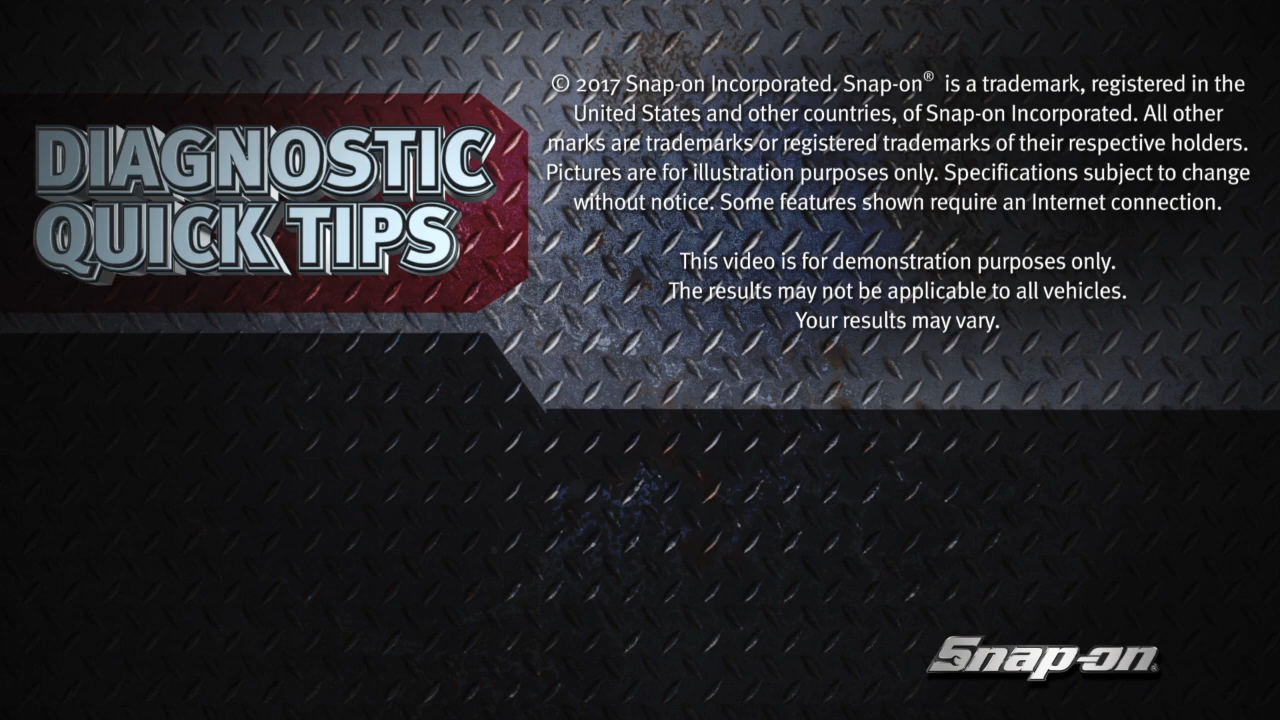 DIAGNOSTIC
QUICK TIPS
© 2017 Snap-on Incorporated. Snap-on® is a trademark, registered in the
United States and other countries, of Snap-on Incorporated. All other
marks are trademarks or registered trademarks of their respective holders.
Pictures are for illustration purposes only. Specifications subject to change
without notice. Some features shown require an Internet connection.
This video is for demonstration purposes only.
The results may not be applicable to all vehicles.
Your results may vary.
Snap-on